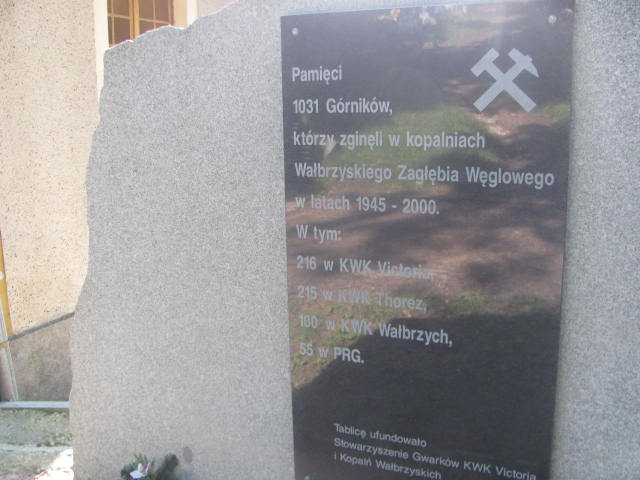 Pamięci
1031 Górników,
którzy zginęli w kopalniach
Wałbrzyskiego Zagłębia Węglowego
w latach 1945 - 2000.
W tym:
216 w KWK Victoria,
215 w KWK Thorez,
100 w KWK Wałbrzych,
55 w PRG.
Tablicę ufundowało
Stowarzyszenie Gwarków KWK Victoria
i Kopalń Wałbrzyskich